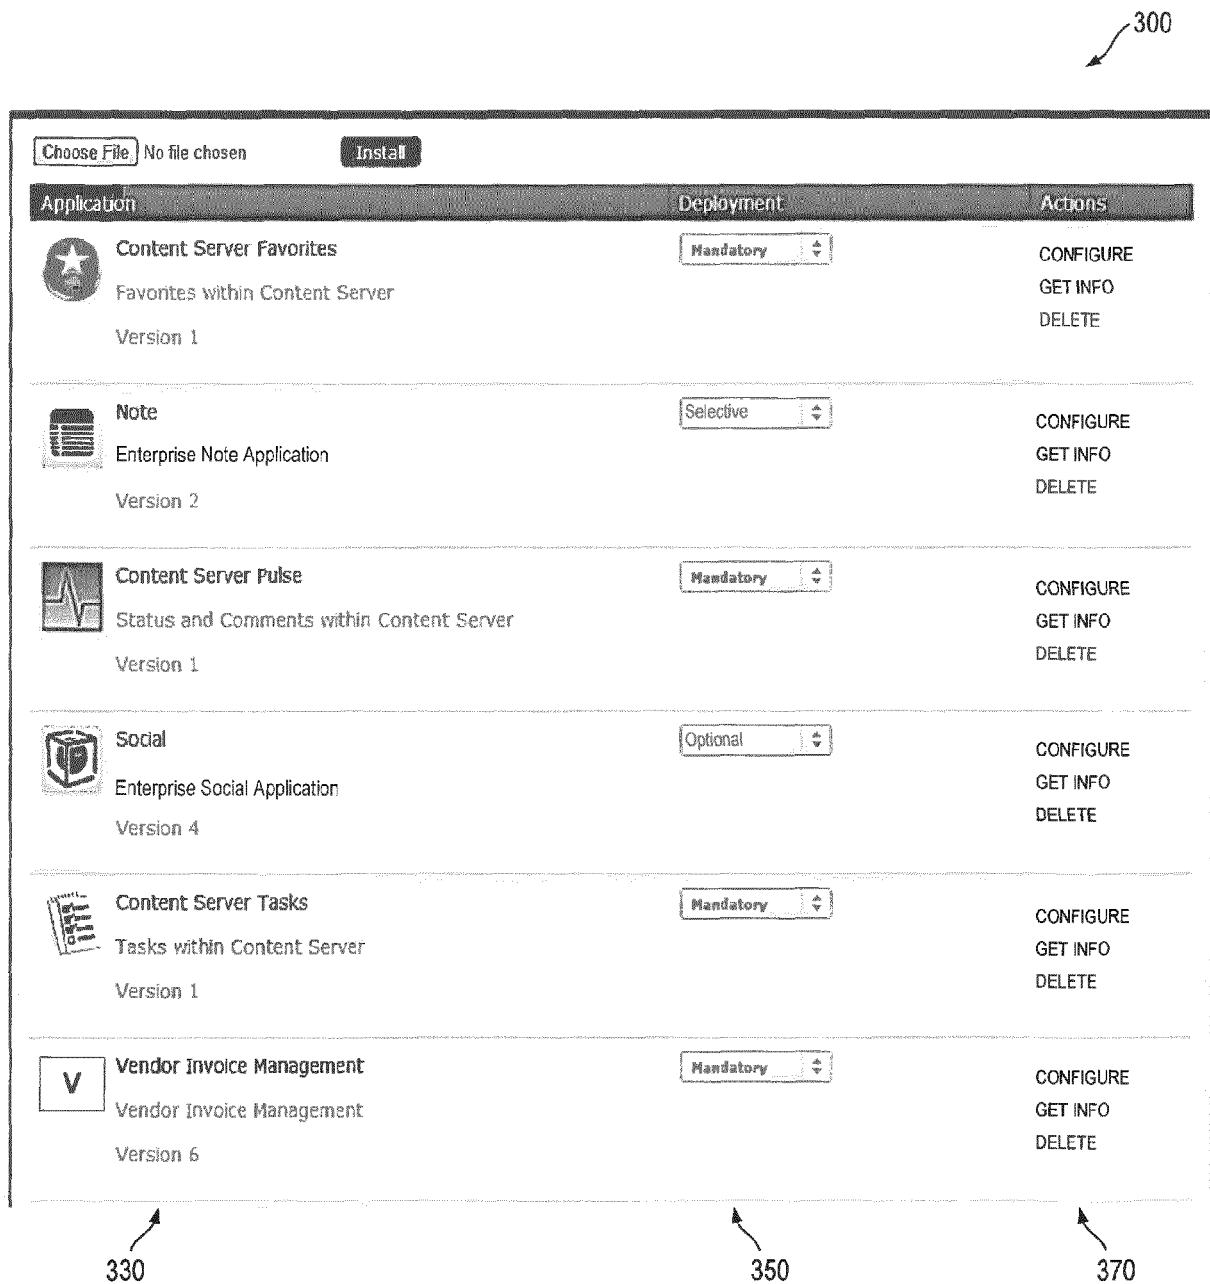 300
Choose File No file chosen Install
Application Deployment Actions
Content Server Favorites Mandatory CONFIGURE
Favorites within Content Server GET INFO
Version 1 DELETE
Note Selective CONFIGURE
Enterprise Note Application GET INFO
Version 2 DELETE
Content Server Pulse Mandatory CONFIGURE
Status and Comments within Content Server GET INFO
Version 1 DELETE
Social Optional CONFIGURE
Enterprise Social Application GET INFO
Version 4 DELETE
Content Server Tasks Mandatory CONFIGURE
Tasks within Content Server GET INFO
Version 1 DELETE
V Vendor Invoice Management Mandatory CONFIGURE
Vendor Invoice Management GET INFO
Version 6 DELETE
330 350 370